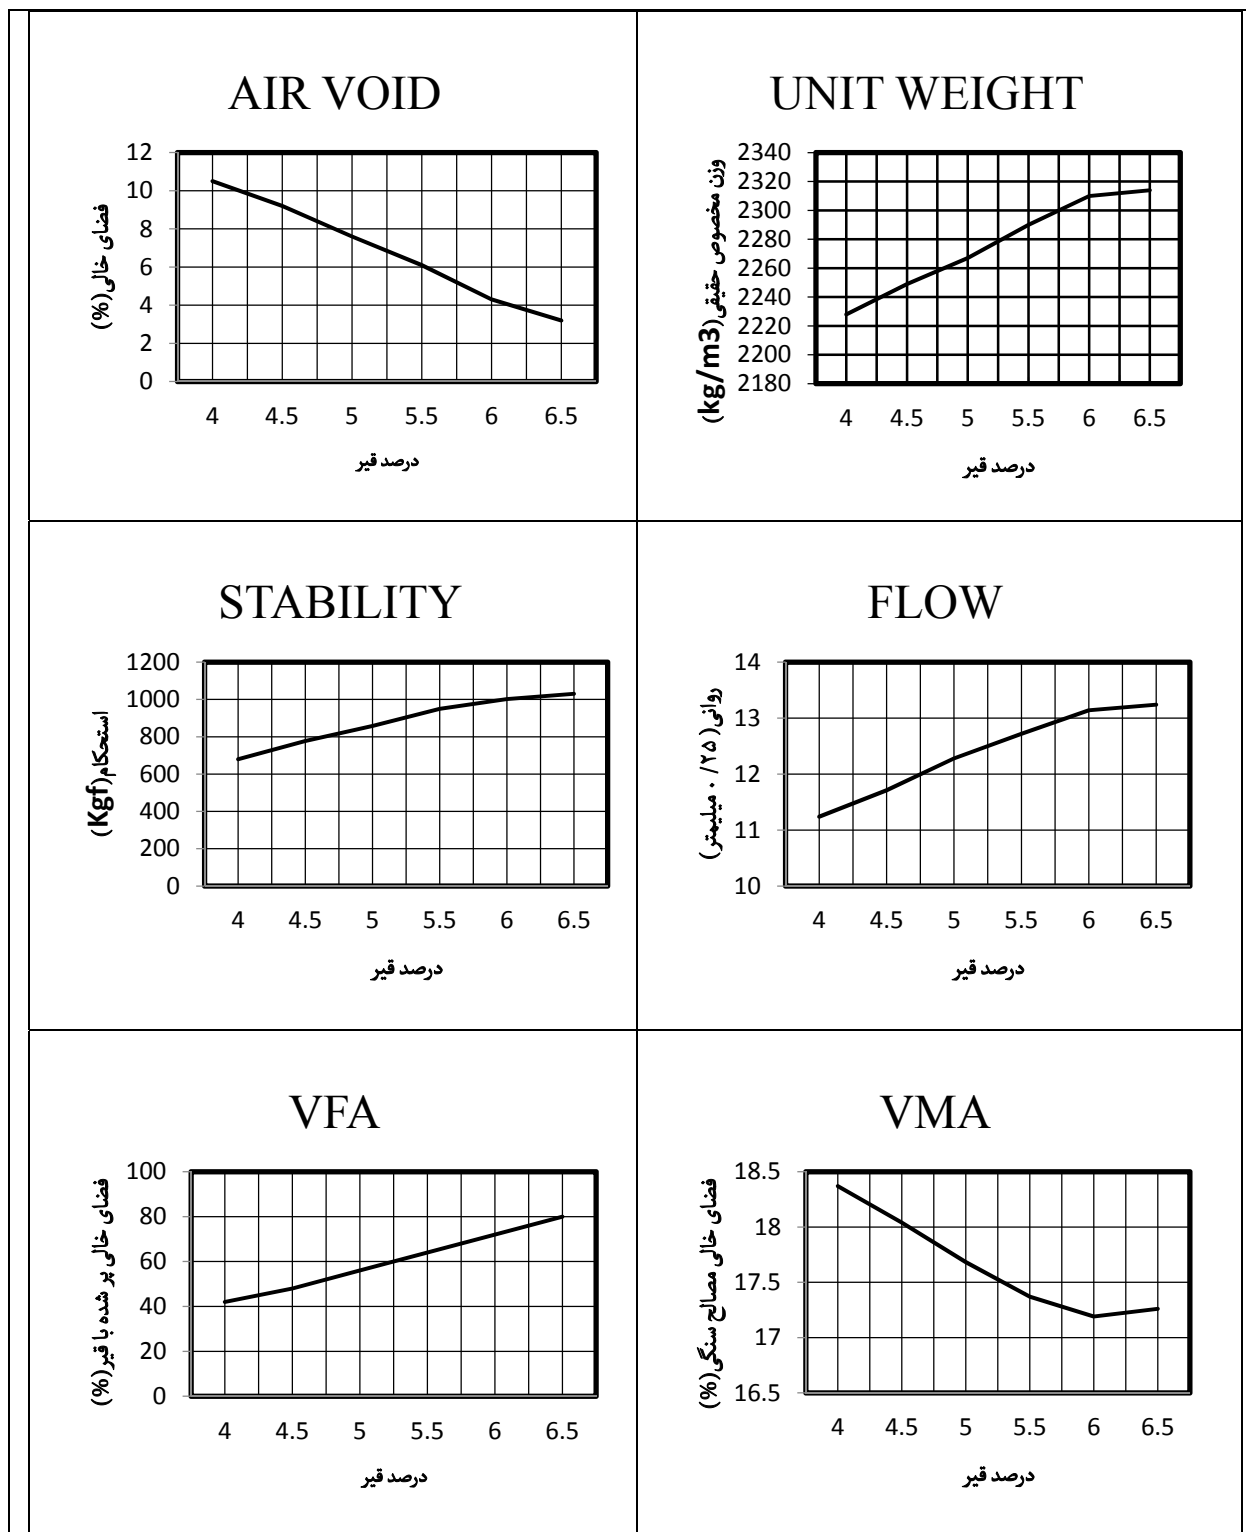 AIR VOID
فضای خالی(%)
12
10
8
6
4
2
0
4 4.5 5 5.5 6 6.5
درصد قیر
UNIT WEIGHT
وزن مخصوص حقیقی(kg/m3)
2340
2320
2300
2280
2260
2240
2220
2200
2180
4 4.5 5 5.5 6 6.5
درصد قیر
STABILITY
استحکام(Kgf)
1200
1000
800
600
400
200
0
4 4.5 5 5.5 6 6.5
درصد قیر
FLOW
روانی(۰/۲۵ میلیمتر)
14
13
12
11
10
4 4.5 5 5.5 6 6.5
درصد قیر
VFA
فضای خالی پر شده با قیر(%)
100
80
60
40
20
0
4 4.5 5 5.5 6 6.5
درصد قیر
VMA
فضای خالی مصالح سنگی(%)
18.5
18
17.5
17
16.5
4 4.5 5 5.5 6 6.5
درصد قیر